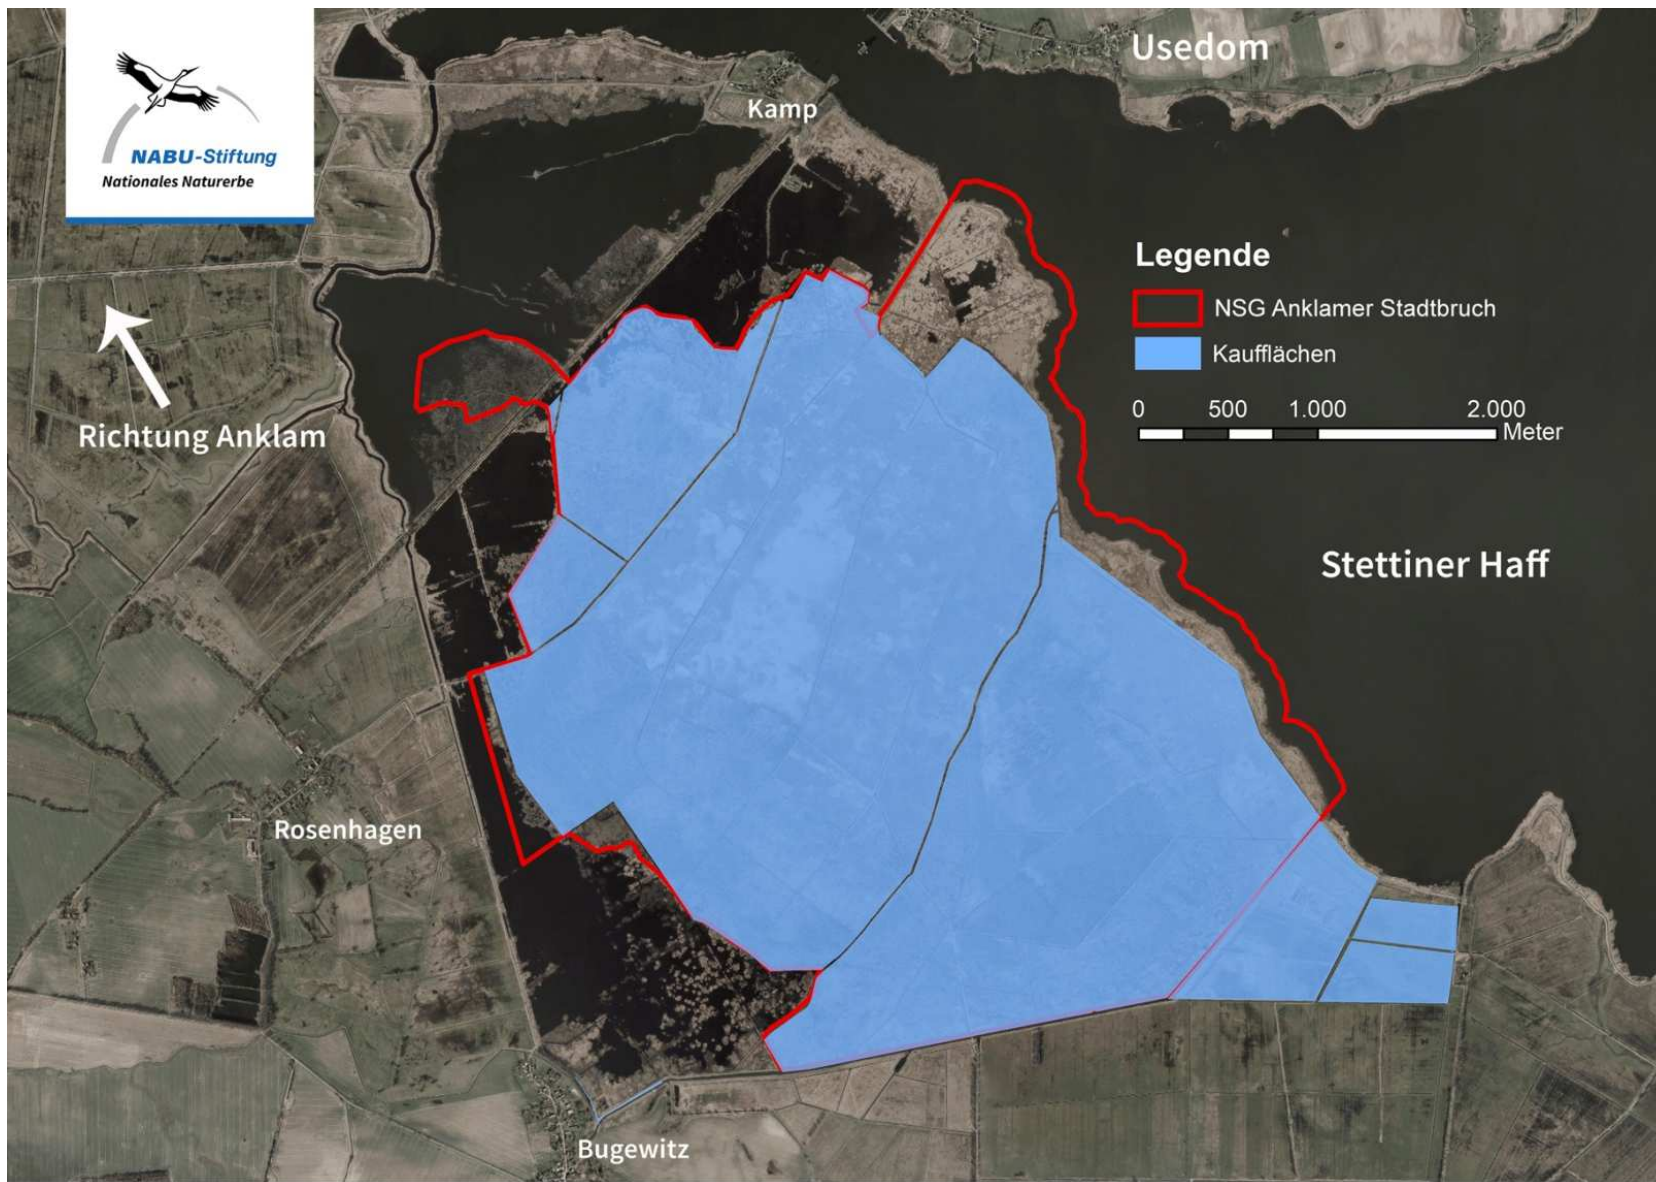 NABU-Stiftung
Nationales Naturerbe
Usedom
Kamp
Legende
NSG Anklamer Stadtbruch
Kaufflächen
0 500 1.000 2.000
Meter
Richtung Anklam
Stettiner Haff
Rosenhagen
Bugewitz